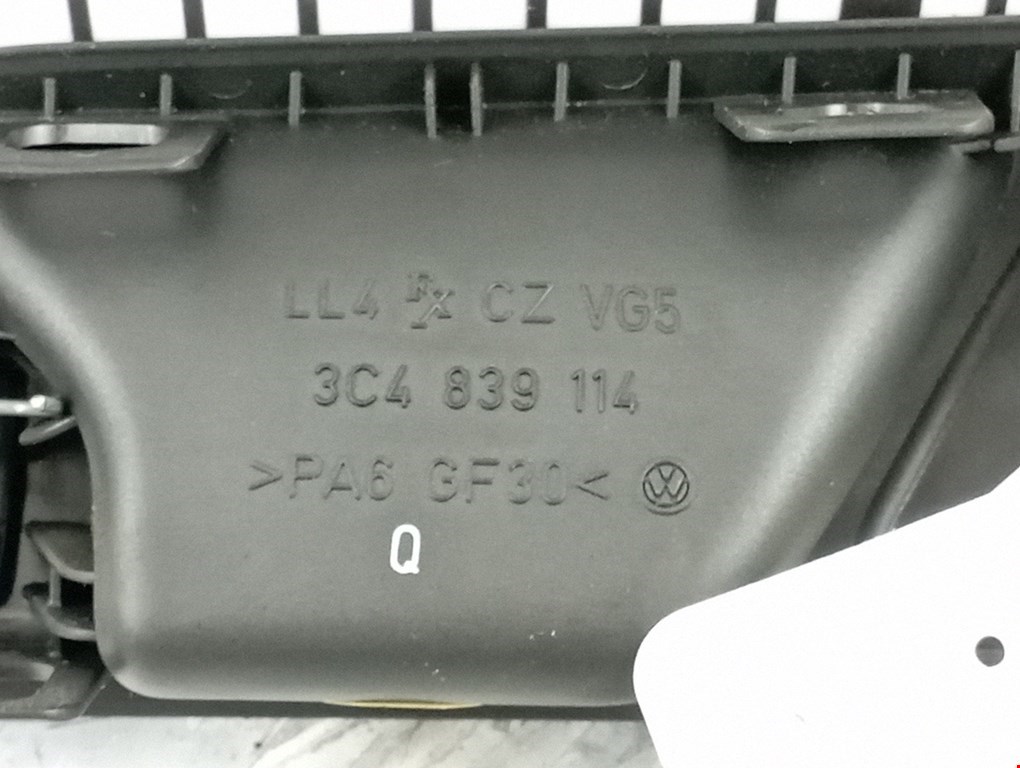 LL4 CZ VG5
3C4 839 114
>PA6 GF30<
Q